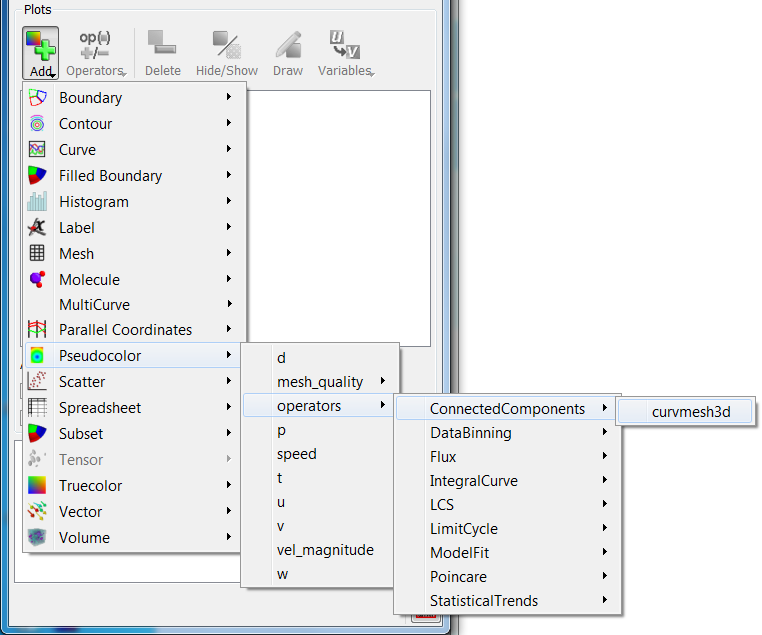 Plots
op(·)
+/-
U
V
Add
Operators
Delete
Hide/Show
Draw
Variables
Boundary
Contour
Curve
Filled Boundary
Histogram
Label
Mesh
Molecule
MultiCurve
Parallel Coordinates
Pseudocolor
Scatter
Spreadsheet
Subset
Tensor
Truecolor
Vector
Volume
d
mesh_quality
operators
p
speed
t
u
v
vel_magnitude
w
ConnectedComponents
DataBinning
Flux
IntegralCurve
LCS
LimitCycle
ModelFit
Poincare
StatisticalTrends
curvmesh3d